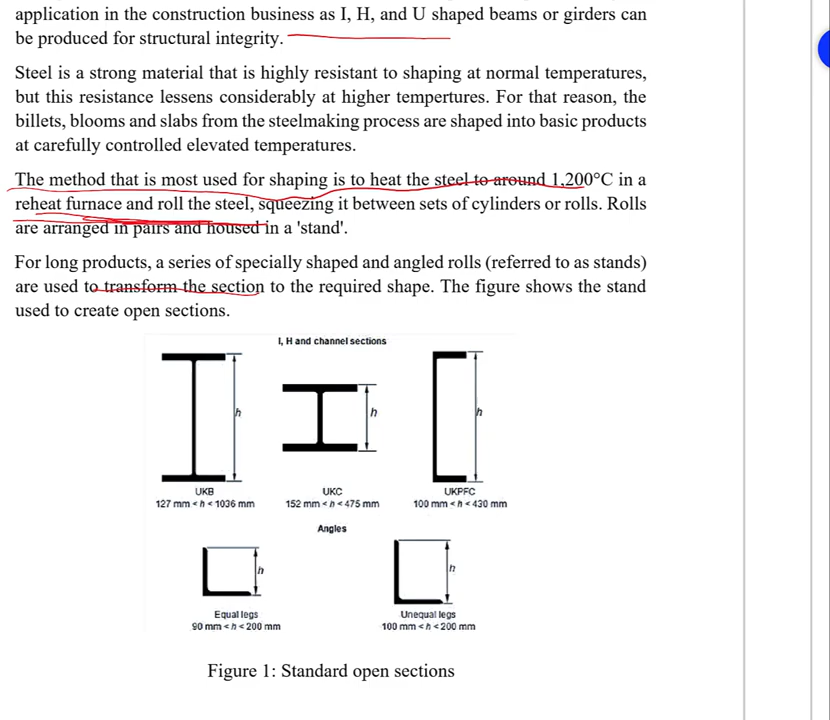 application in the construction business as I, H, and U shaped beams or girders can
be produced for structural integrity.
Steel is a strong material that is highly resistant to shaping at normal temperatures,
but this resistance lessens considerably at higher tempertures. For that reason, the
billets, blooms and slabs from the steelmaking process are shaped into basic products
at carefully controlled elevated temperatures.
The method that is most used for shaping is to heat the steel to around 1,200°C in a
reheat furnace and roll the steel, squeezing it between sets of cylinders or rolls. Rolls
are arranged in pairs and housed in a 'stand'.
For long products, a series of specially shaped and angled rolls (referred to as stands)
are used to transform the section to the required shape. The figure shows the stand
used to create open sections.
I, H and channel sections
h
h
h
UKB
127 mm < h < 1036 mm
UKC
152 mm < h < 475 mm
UKPFC
100 mm < h < 430 mm
Angles
h
h
Equal legs
90 mm < h < 200 mm
Unequal legs
100 mm < h < 200 mm
Figure 1: Standard open sections